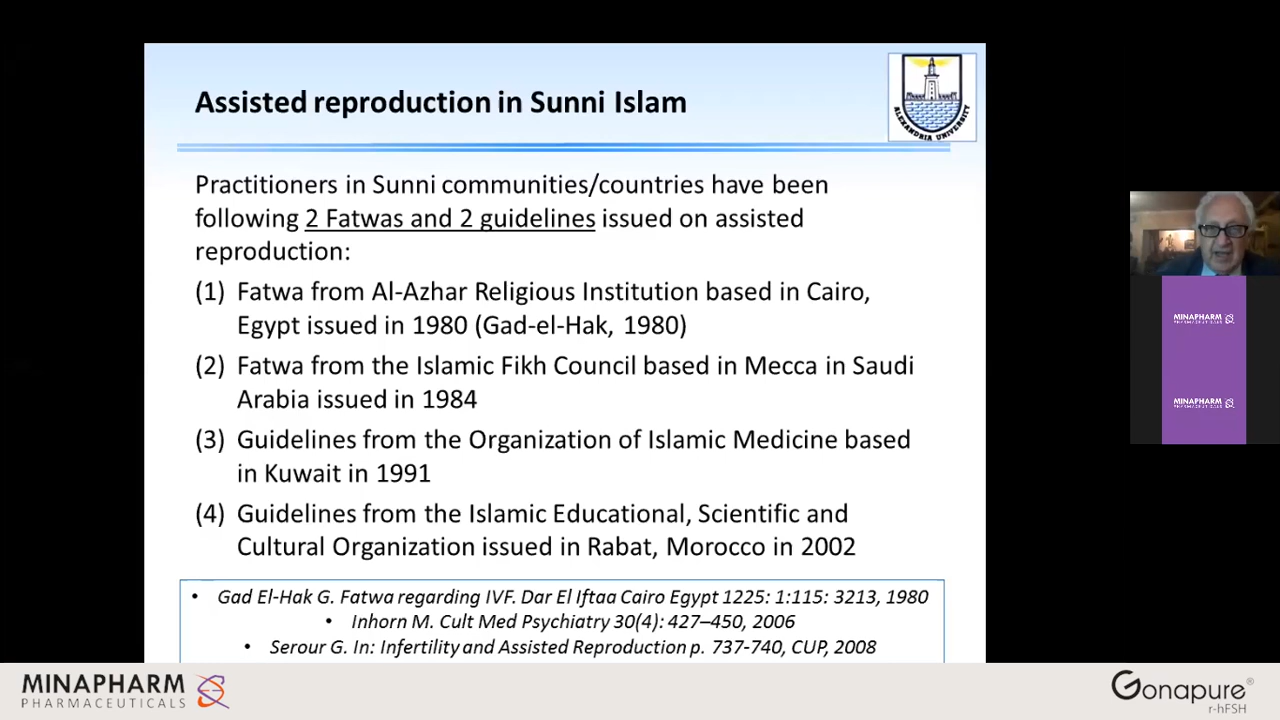 Assisted reproduction in Sunni Islam
ALEXANDRIA UNIVERSITY
Practitioners in Sunni communities/countries have been
following 2 Fatwas and 2 guidelines issued on assisted
reproduction:
(1) Fatwa from Al-Azhar Religious Institution based in Cairo,
Egypt issued in 1980 (Gad-el-Hak, 1980)
(2) Fatwa from the Islamic Fikh Council based in Mecca in Saudi
Arabia issued in 1984
(3) Guidelines from the Organization of Islamic Medicine based
in Kuwait in 1991
(4) Guidelines from the Islamic Educational, Scientific and
Cultural Organization issued in Rabat, Morocco in 2002
• Gad El-Hak G. Fatwa regarding IVF. Dar El Iftaa Cairo Egypt 1225: 1:115: 3213, 1980
• Inhorn M. Cult Med Psychiatry 30(4): 427–450, 2006
• Serour G. In: Infertility and Assisted Reproduction p. 737-740, CUP, 2008
MINAPHARM
PHARMACEUTICALS
MINAPHARM
PHARMACEUTICALS
MINAPHARM
PHARMACEUTICALS
Gonapure®
r-hFSH